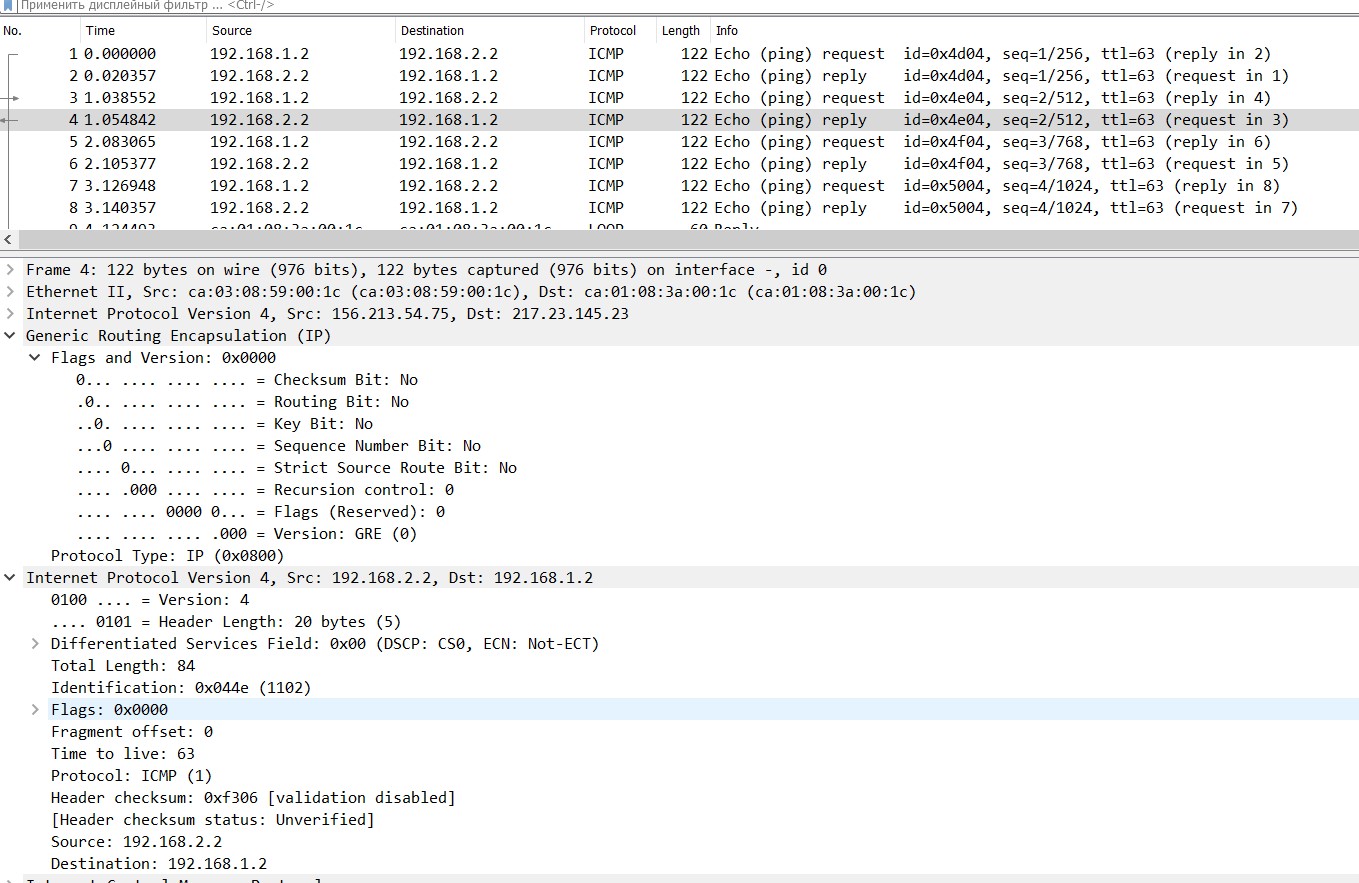 Применить дисплейный фильтр ... <Ctrl-/>
No. Time Source Destination Protocol Length Info
1 0.000000 192.168.1.2 192.168.2.2 ICMP 122 Echo (ping) request id=0x4d04, seq=1/256, ttl=63 (reply in 2)
2 0.020357 192.168.2.2 192.168.1.2 ICMP 122 Echo (ping) reply id=0x4d04, seq=1/256, ttl=63 (request in 1)
3 1.038552 192.168.1.2 192.168.2.2 ICMP 122 Echo (ping) request id=0x4e04, seq=2/512, ttl=63 (reply in 4)
4 1.054842 192.168.2.2 192.168.1.2 ICMP 122 Echo (ping) reply id=0x4e04, seq=2/512, ttl=63 (request in 3)
5 2.083065 192.168.1.2 192.168.2.2 ICMP 122 Echo (ping) request id=0x4f04, seq=3/768, ttl=63 (reply in 6)
6 2.105377 192.168.2.2 192.168.1.2 ICMP 122 Echo (ping) reply id=0x4f04, seq=3/768, ttl=63 (request in 5)
7 3.126948 192.168.1.2 192.168.2.2 ICMP 122 Echo (ping) request id=0x5004, seq=4/1024, ttl=63 (reply in 8)
8 3.140357 192.168.2.2 192.168.1.2 ICMP 122 Echo (ping) reply id=0x5004, seq=4/1024, ttl=63 (request in 7)
Frame 4: 122 bytes on wire (976 bits), 122 bytes captured (976 bits) on interface -, id 0
Ethernet II, Src: ca:03:08:59:00:1c (ca:03:08:59:00:1c), Dst: ca:01:08:3a:00:1c (ca:01:08:3a:00:1c)
Internet Protocol Version 4, Src: 156.213.54.75, Dst: 217.23.145.23
Generic Routing Encapsulation (IP)
Flags and Version: 0x0000
0... .... .... .... = Checksum Bit: No
.0.. .... .... .... = Routing Bit: No
..0. .... .... .... = Key Bit: No
...0 .... .... .... = Sequence Number Bit: No
.... 0... .... .... = Strict Source Route Bit: No
.... .000 .... .... = Recursion control: 0
.... .... 0000 0... = Flags (Reserved): 0
.... .... .... .000 = Version: GRE (0)
Protocol Type: IP (0x0800)
Internet Protocol Version 4, Src: 192.168.2.2, Dst: 192.168.1.2
0100 .... = Version: 4
.... 0101 = Header Length: 20 bytes (5)
Differentiated Services Field: 0x00 (DSCP: CS0, ECN: Not-ECT)
Total Length: 84
Identification: 0x044e (1102)
Flags: 0x0000
Fragment offset: 0
Time to live: 63
Protocol: ICMP (1)
Header checksum: 0xf306 [validation disabled]
[Header checksum status: Unverified]
Source: 192.168.2.2
Destination: 192.168.1.2